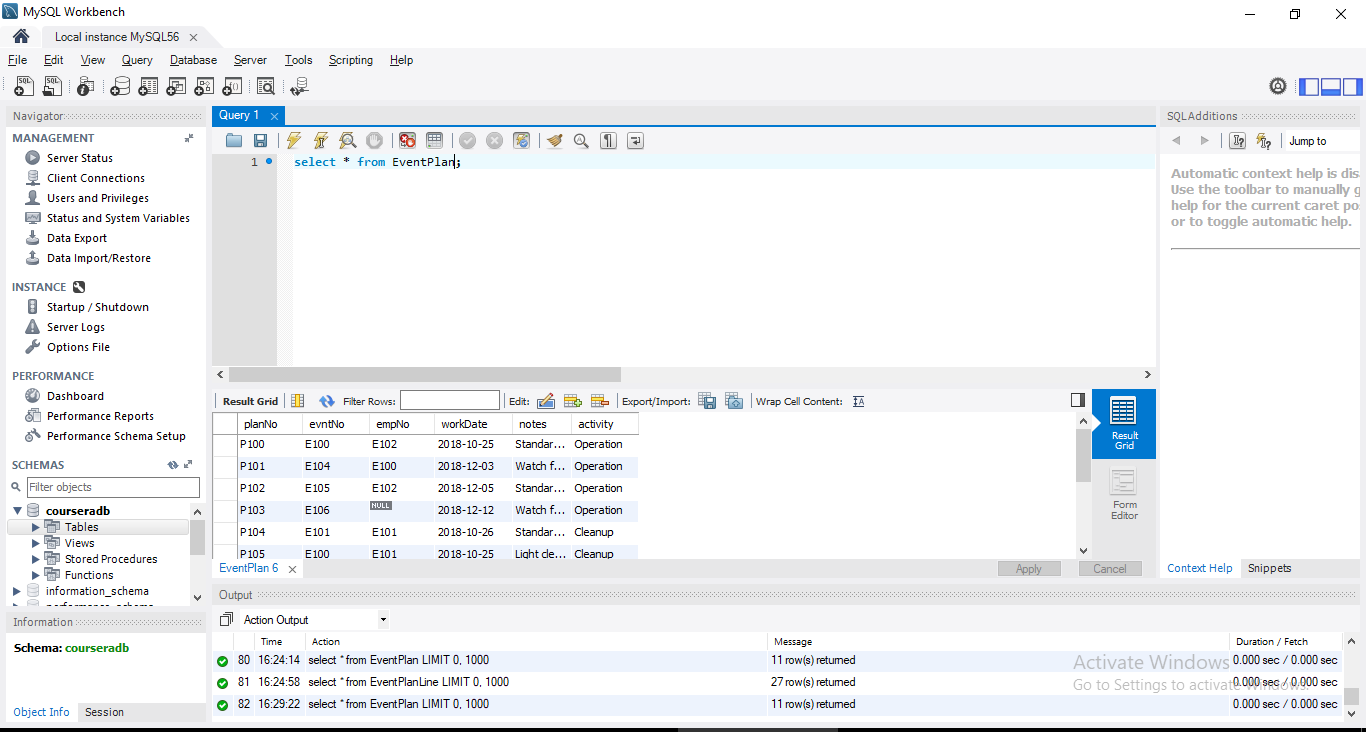 MySQL Workbench
Local instance MySQL56
File Edit View Query Database Server Tools Scripting Help
Navigator
MANAGEMENT
Server Status
Client Connections
Users and Privileges
Status and System Variables
Data Export
Data Import/Restore
INSTANCE
Startup / Shutdown
Server Logs
Options File
PERFORMANCE
Dashboard
Performance Reports
Performance Schema Setup
SCHEMAS
Filter objects
courseradb
Tables
Views
Stored Procedures
Functions
information_schema
Information
Schema: courseradb
Object Info Session
Query 1
1 select * from EventPlan;
Result Grid Filter Rows: Edit: Export/Import: Wrap Cell Content:
planNo evntNo empNo workDate notes activity
P100 E100 E102 2018-10-25 Standar... Operation
P101 E104 E100 2018-12-03 Watch f... Operation
P102 E105 E102 2018-12-05 Standar... Operation
P103 E106 NULL 2018-12-12 Watch f... Operation
P104 E101 E101 2018-10-26 Standar... Cleanup
P105 E100 E101 2018-10-25 Light de... Cleanup
Result
Grid
Form
Editor
EventPlan 6
Apply Cancel
SQLAdditions
Jump to
Automatic context help is dis
Use the toolbar to manually g
help for the current caret po
or to toggle automatic help.
Context Help Snippets
Output
Action Output
Time Action Message Duration / Fetch
80 16:24:14 select * from EventPlan LIMIT 0, 1000 11 row(s) returned 0.000 sec / 0.000 sec
81 16:24:58 select * from EventPlanLine LIMIT 0, 1000 27 row(s) returned 0.000 sec / 0.000 sec
82 16:29:22 select * from EventPlan LIMIT 0, 1000 11 row(s) returned 0.000 sec / 0.000 sec
Activate Windows
Go to Settings to activate Windows.